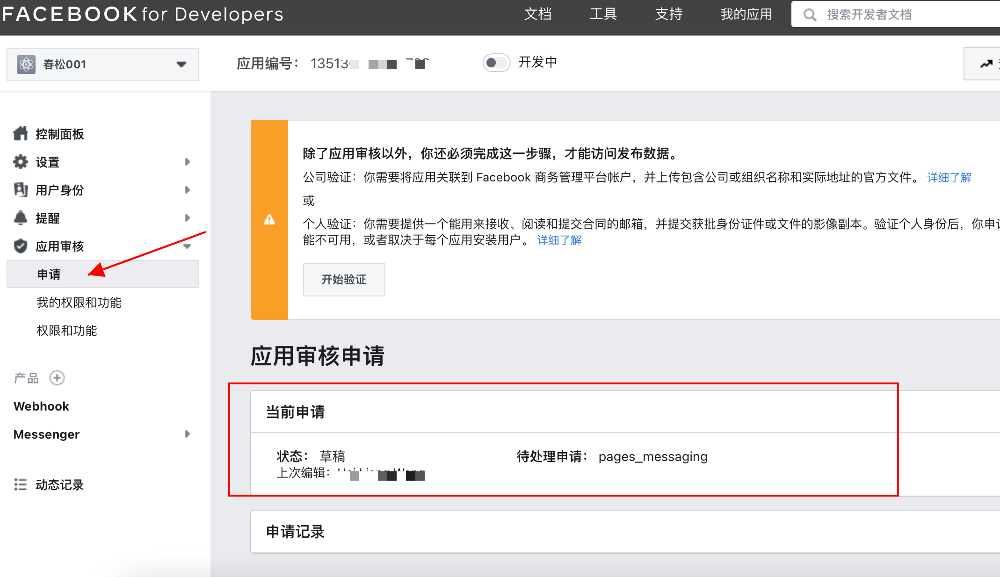 FACEBOOK for Developers
文档
工具
支持
我的应用
搜索开发者文档
春松001
应用编号： 13513
开发中
控制面板
设置
用户身份
提醒
应用审核
申请
我的权限和功能
权限和功能
产品
Webhook
Messenger
动态记录
除了应用审核以外，你还必须完成这一步骤，才能访问发布数据。
公司验证：你需要将应用关联到 Facebook 商务管理平台帐户，并上传包含公司或组织名称和实际地址的官方文件。 详细了解
或
个人验证：你需要提供一个能用来接收、阅读和提交合同的邮箱，并提交获批身份证件或文件的影像副本。验证个人身份后，你申
能不可用，或者取决于每个应用安装用户。 详细了解
开始验证
应用审核申请
当前申请
状态： 草稿
待处理申请： pages_messaging
上次编辑：
申请记录